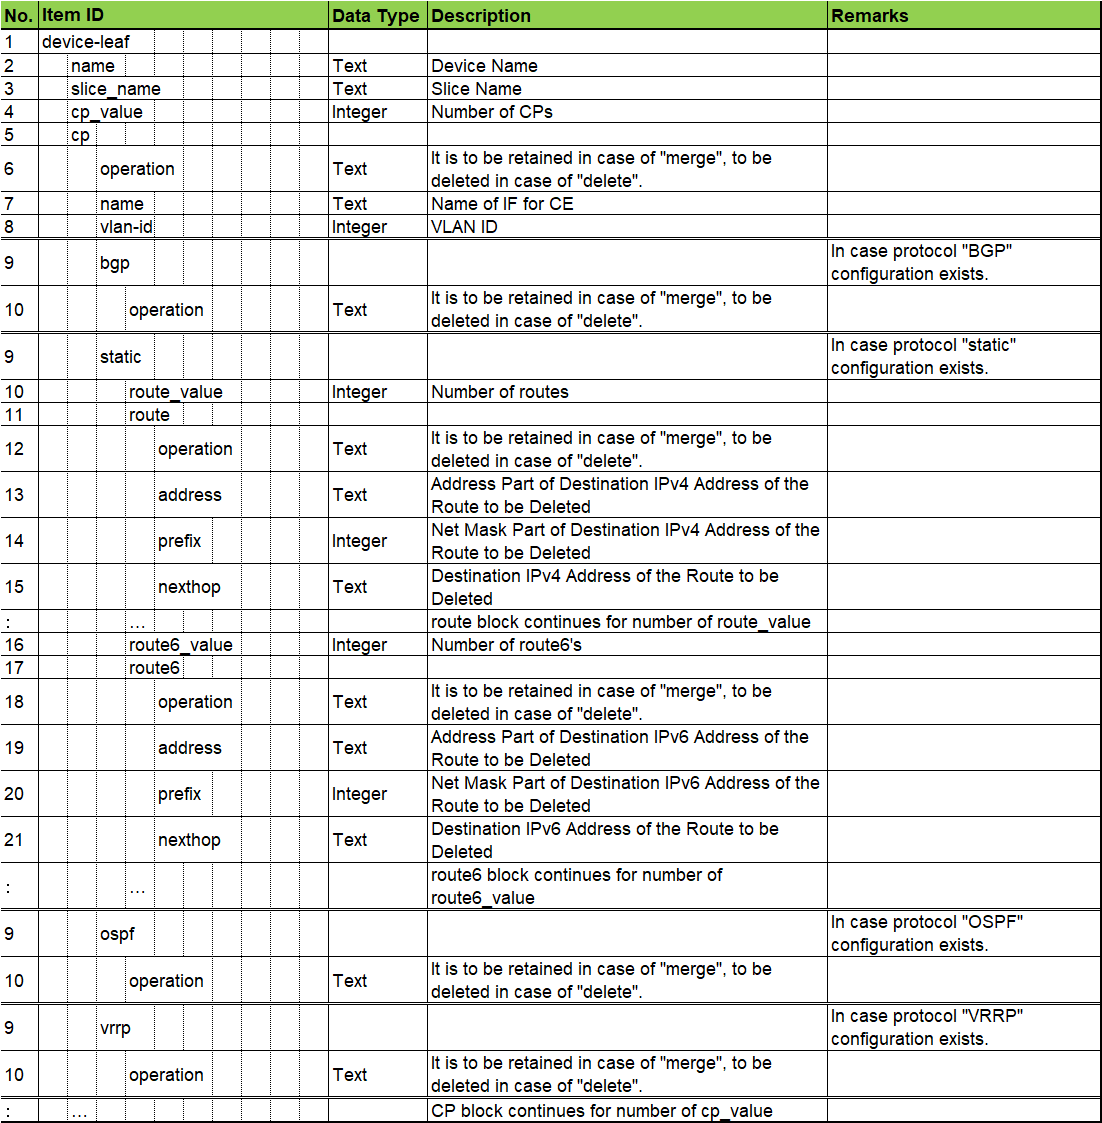 No. Item ID Data Type Description Remarks
1 device-leaf
2 name Text Device Name
3 slice_name Text Slice Name
4 cp_value Integer Number of CPs
5 cp
6 operation Text It is to be retained in case of "merge", to be
deleted in case of "delete".
7 name Text Name of IF for CE
8 vlan-id Integer VLAN ID
9 bgp In case protocol "BGP"
configuration exists.
10 operation Text It is to be retained in case of "merge", to be
deleted in case of "delete".
9 static In case protocol "static"
configuration exists.
10 route_value Integer Number of routes
11 route
12 operation Text It is to be retained in case of "merge", to be
deleted in case of "delete".
13 address Text Address Part of Destination IPv4 Address of the
Route to be Deleted
14 prefix Integer Net Mask Part of Destination IPv4 Address of the
Route to be Deleted
15 nexthop Text Destination IPv4 Address of the Route to be
Deleted
: … route block continues for number of route_value
16 route6_value Integer Number of route6's
17 route6
18 operation Text It is to be retained in case of "merge", to be
deleted in case of "delete".
19 address Text Address Part of Destination IPv6 Address of the
Route to be Deleted
20 prefix Integer Net Mask Part of Destination IPv6 Address of the
Route to be Deleted
21 nexthop Text Destination IPv6 Address of the Route to be
Deleted
: … route6 block continues for number of
route6_value
9 ospf In case protocol "OSPF"
configuration exists.
10 operation Text It is to be retained in case of "merge", to be
deleted in case of "delete".
9 vrrp In case protocol "VRRP"
configuration exists.
10 operation Text It is to be retained in case of "merge", to be
deleted in case of "delete".
: … CP block continues for number of cp_value